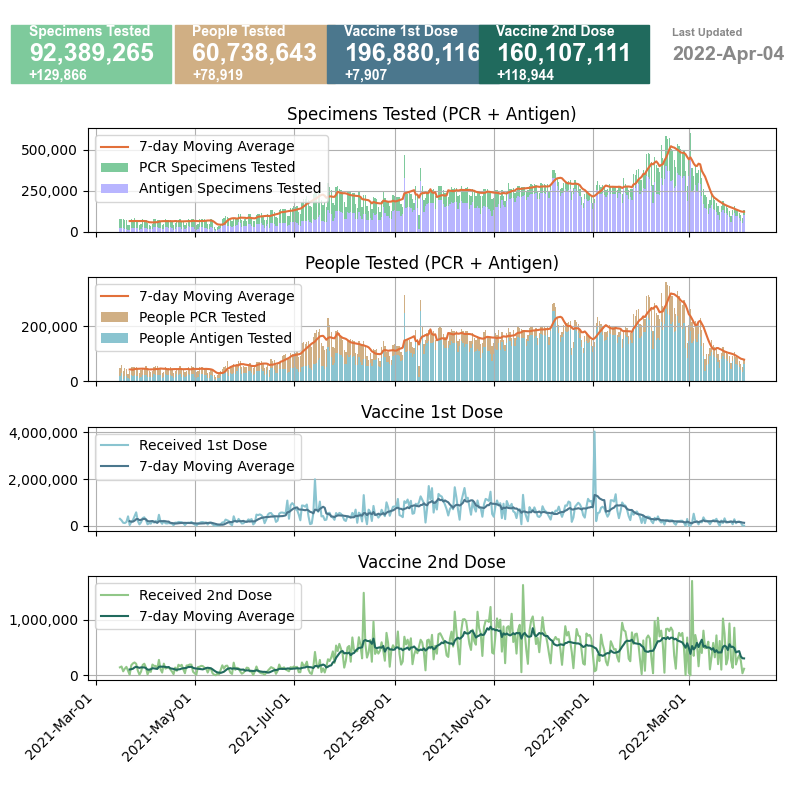 Specimens Tested
92,389,265
+129,866
People Tested
60,738,643
+78,919
Vaccine 1st Dose
196,880,116
+7,907
Vaccine 2nd Dose
160,107,111
+118,944
Last Updated
2022-Apr-04
Specimens Tested (PCR + Antigen)
7-day Moving Average
PCR Specimens Tested
Antigen Specimens Tested
500,000
250,000
0
People Tested (PCR + Antigen)
7-day Moving Average
People PCR Tested
People Antigen Tested
200,000
0
Vaccine 1st Dose
Received 1st Dose
7-day Moving Average
4,000,000
2,000,000
0
Vaccine 2nd Dose
Received 2nd Dose
7-day Moving Average
1,000,000
0
2021-Mar-01
2021-May-01
2021-Jul-01
2021-Sep-01
2021-Nov-01
2022-Jan-01
2022-Mar-01